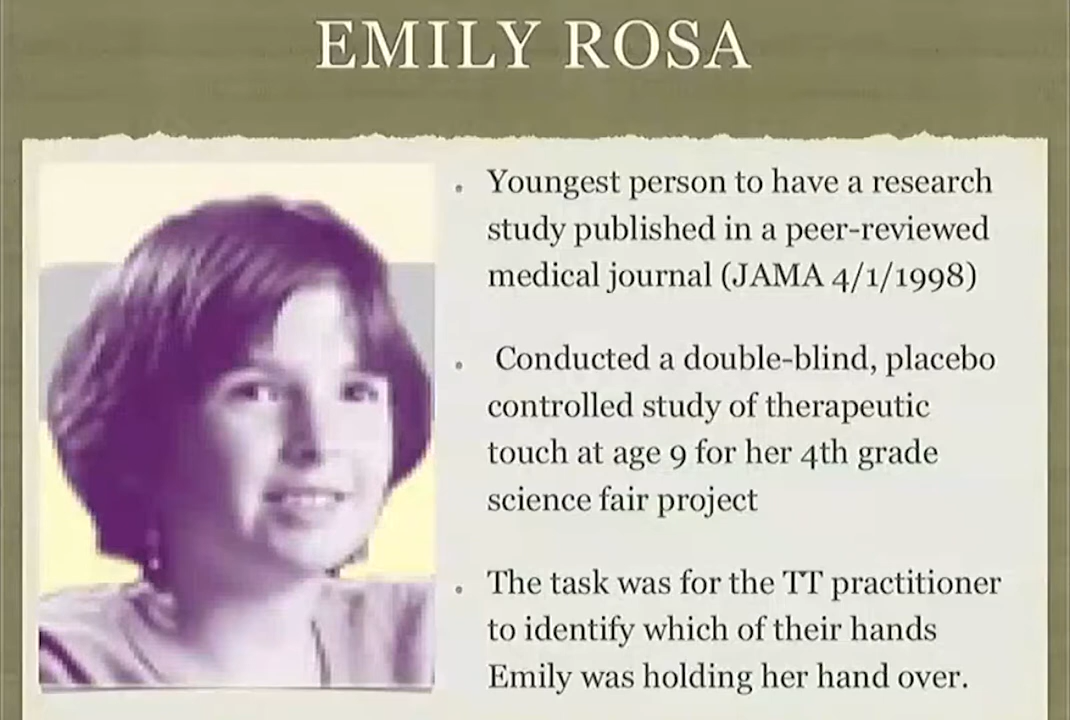 EMILY ROSA
• Youngest person to have a research
study published in a peer-reviewed
medical journal (JAMA 4/1/1998)
• Conducted a double-blind, placebo
controlled study of therapeutic
touch at age 9 for her 4th grade
science fair project
• The task was for the TT practitioner
to identify which of their hands
Emily was holding her hand over.